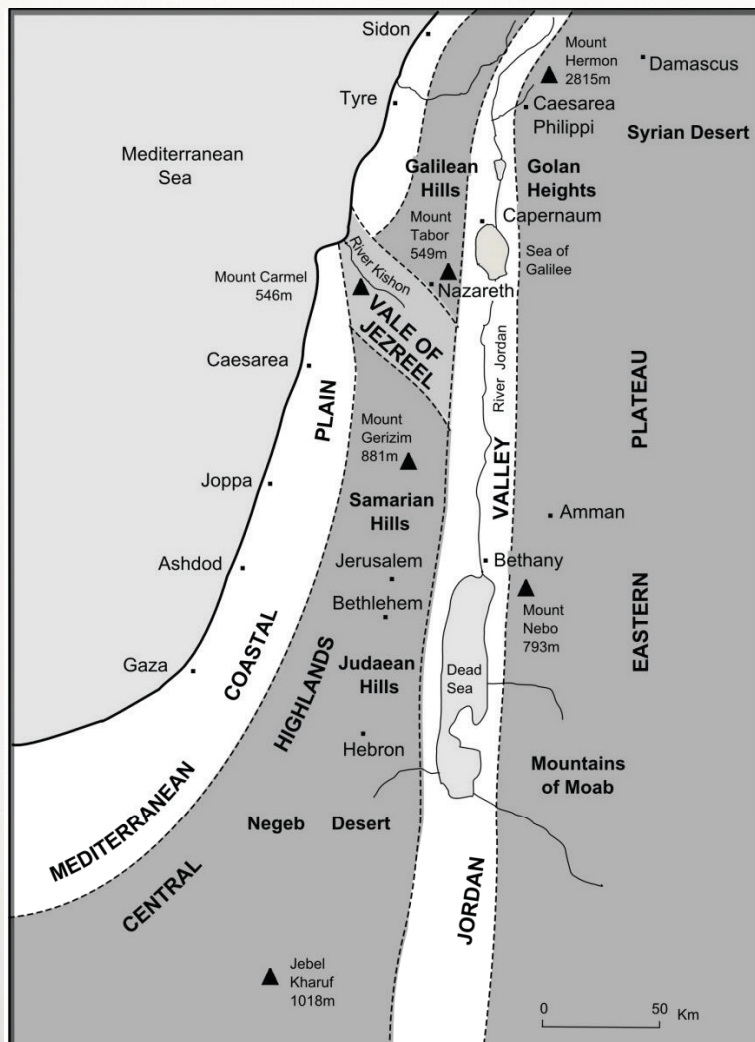 Sidon
Mount
Hermon
2815m
Damascus
Tyre
Caesarea
Philippi
Syrian Desert
Mediterranean
Sea
Galilean
Hills
Golan
Heights
Mount
Tabor
549m
Capernaum
Sea of
Galilee
River Kishon
Mount Carmel
546m
Nazareth
VALE OF
JEZREEL
Caesarea
River Jordan
PLAIN
PLATEAU
Mount
Gerizim
881m
VALLEY
Joppa
Samarian
Hills
Amman
Ashdod
Jerusalem
Bethany
Bethlehem
Mount
Nebo
793m
EASTERN
COASTAL
Gaza
HIGHLANDS
Judaean
Hills
Dead
Sea
Hebron
Mountains
of Moab
MEDITERRANEAN
Negeb Desert
CENTRAL
JORDAN
Jebel
Kharuf
1018m
0 50
Km